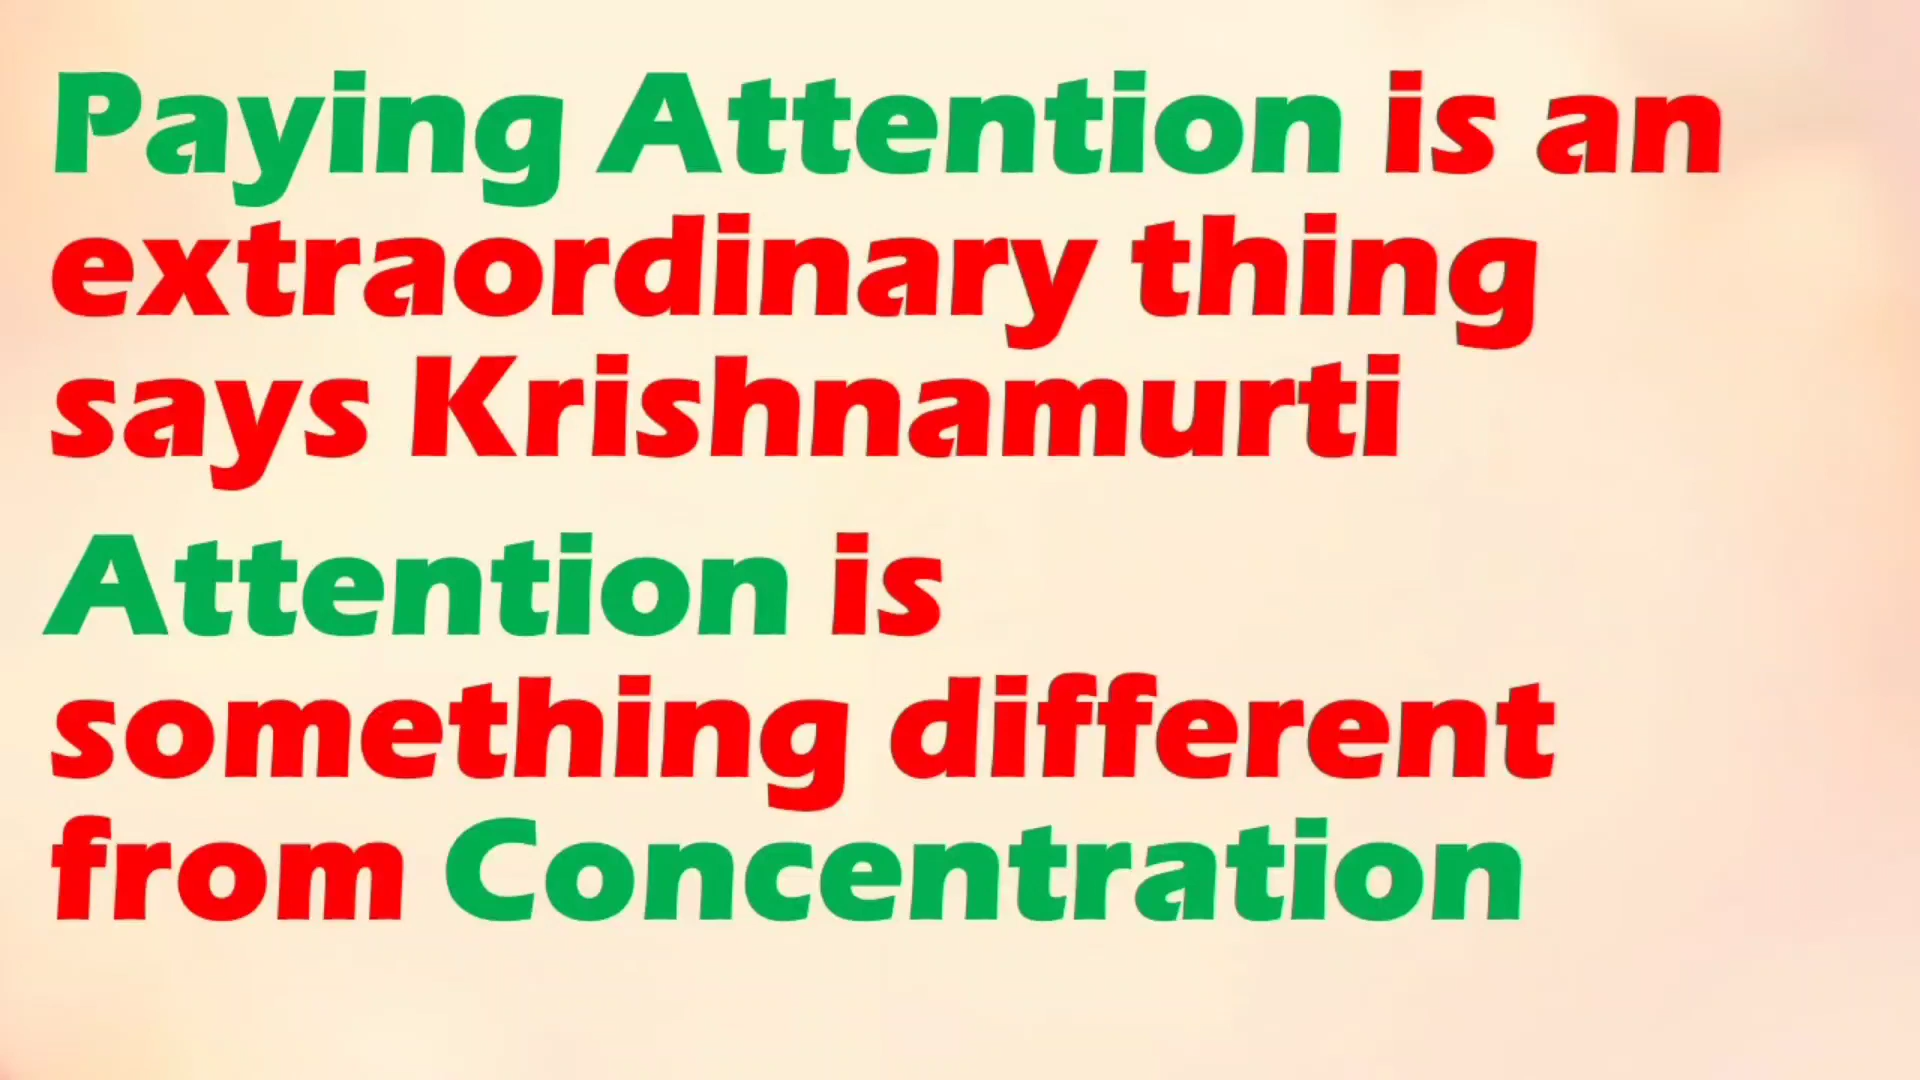 Paying Attention is an
extraordinary thing
says Krishnamurti
Attention is
something different
from Concentration